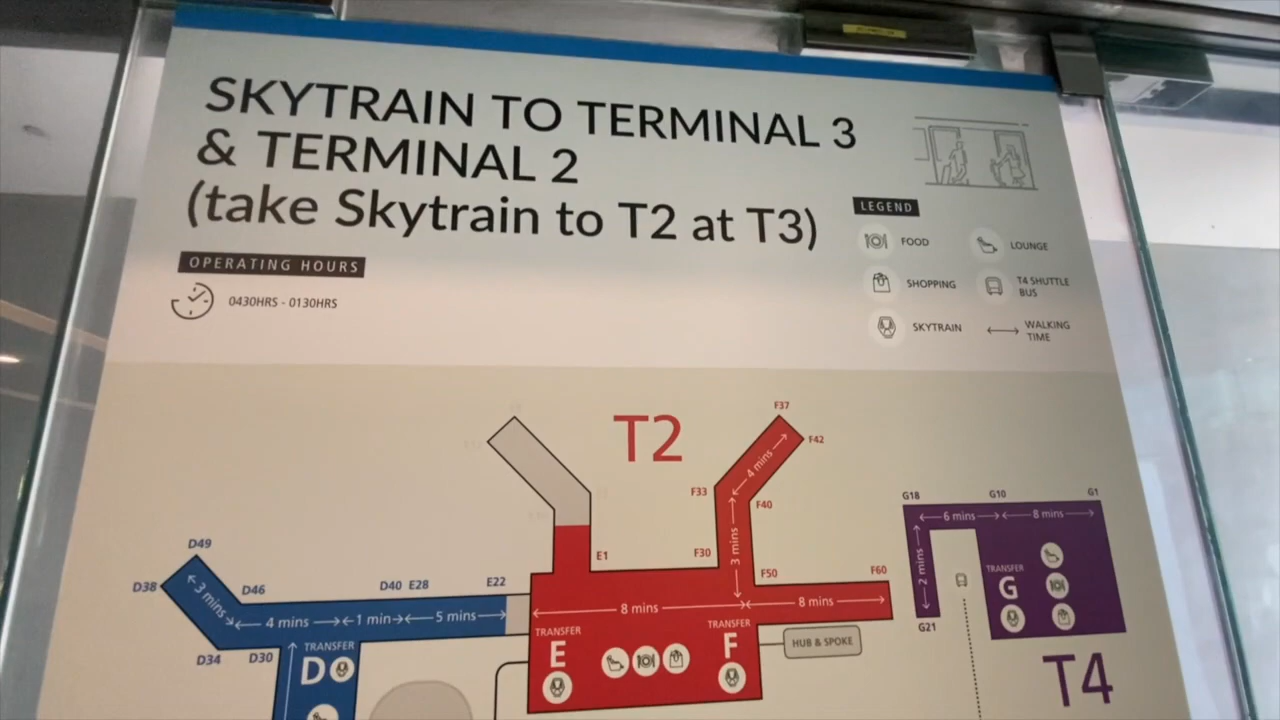 SKYTRAIN TO TERMINAL 3
& TERMINAL 2
(take Skytrain to T2 at T3)
OPERATING HOURS
0430HRS - 0130HRS
LEGEND
FOOD
LOUNGE
SHOPPING
T4 SHUTTLE
BUS
SKYTRAIN
WALKING
TIME
T2
F37
F42
4 mins
F33
F40
3 mins
E1
F30
F50
F60
8 mins
8 mins
TRANSFER
E
TRANSFER
F
HUB & SPOKE
D49
D38
D46
D40 E28
E22
3 mins
4 mins
1 min
5 mins
D34
D30
TRANSFER
D
G18
G10
G1
6 mins
8 mins
2 mins
TRANSFER
G
G21
T4